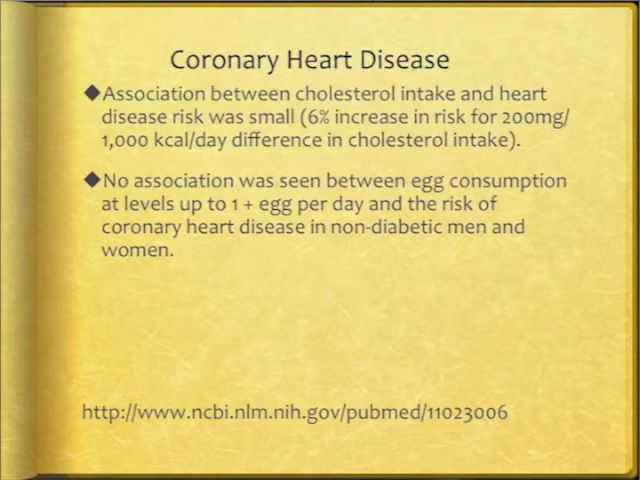 Coronary Heart Disease
◆Association between cholesterol intake and heart
disease risk was small (6% increase in risk for 200mg/
1,000 kcal/day difference in cholesterol intake).
◆No association was seen between egg consumption
at levels up to 1 + egg per day and the risk of
coronary heart disease in non-diabetic men and
women.
http://www.ncbi.nlm.nih.gov/pubmed/11023006